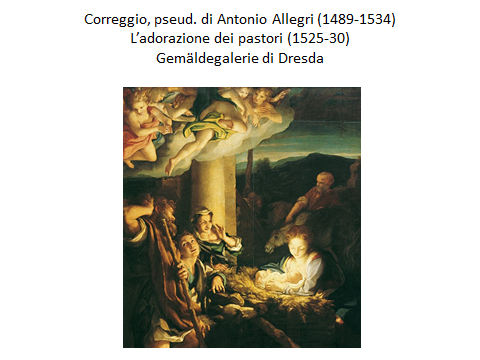 Correggio, pseud. di Antonio Allegri (1489-1534)
L’adorazione dei pastori (1525-30)
Gemäldegalerie di Dresda